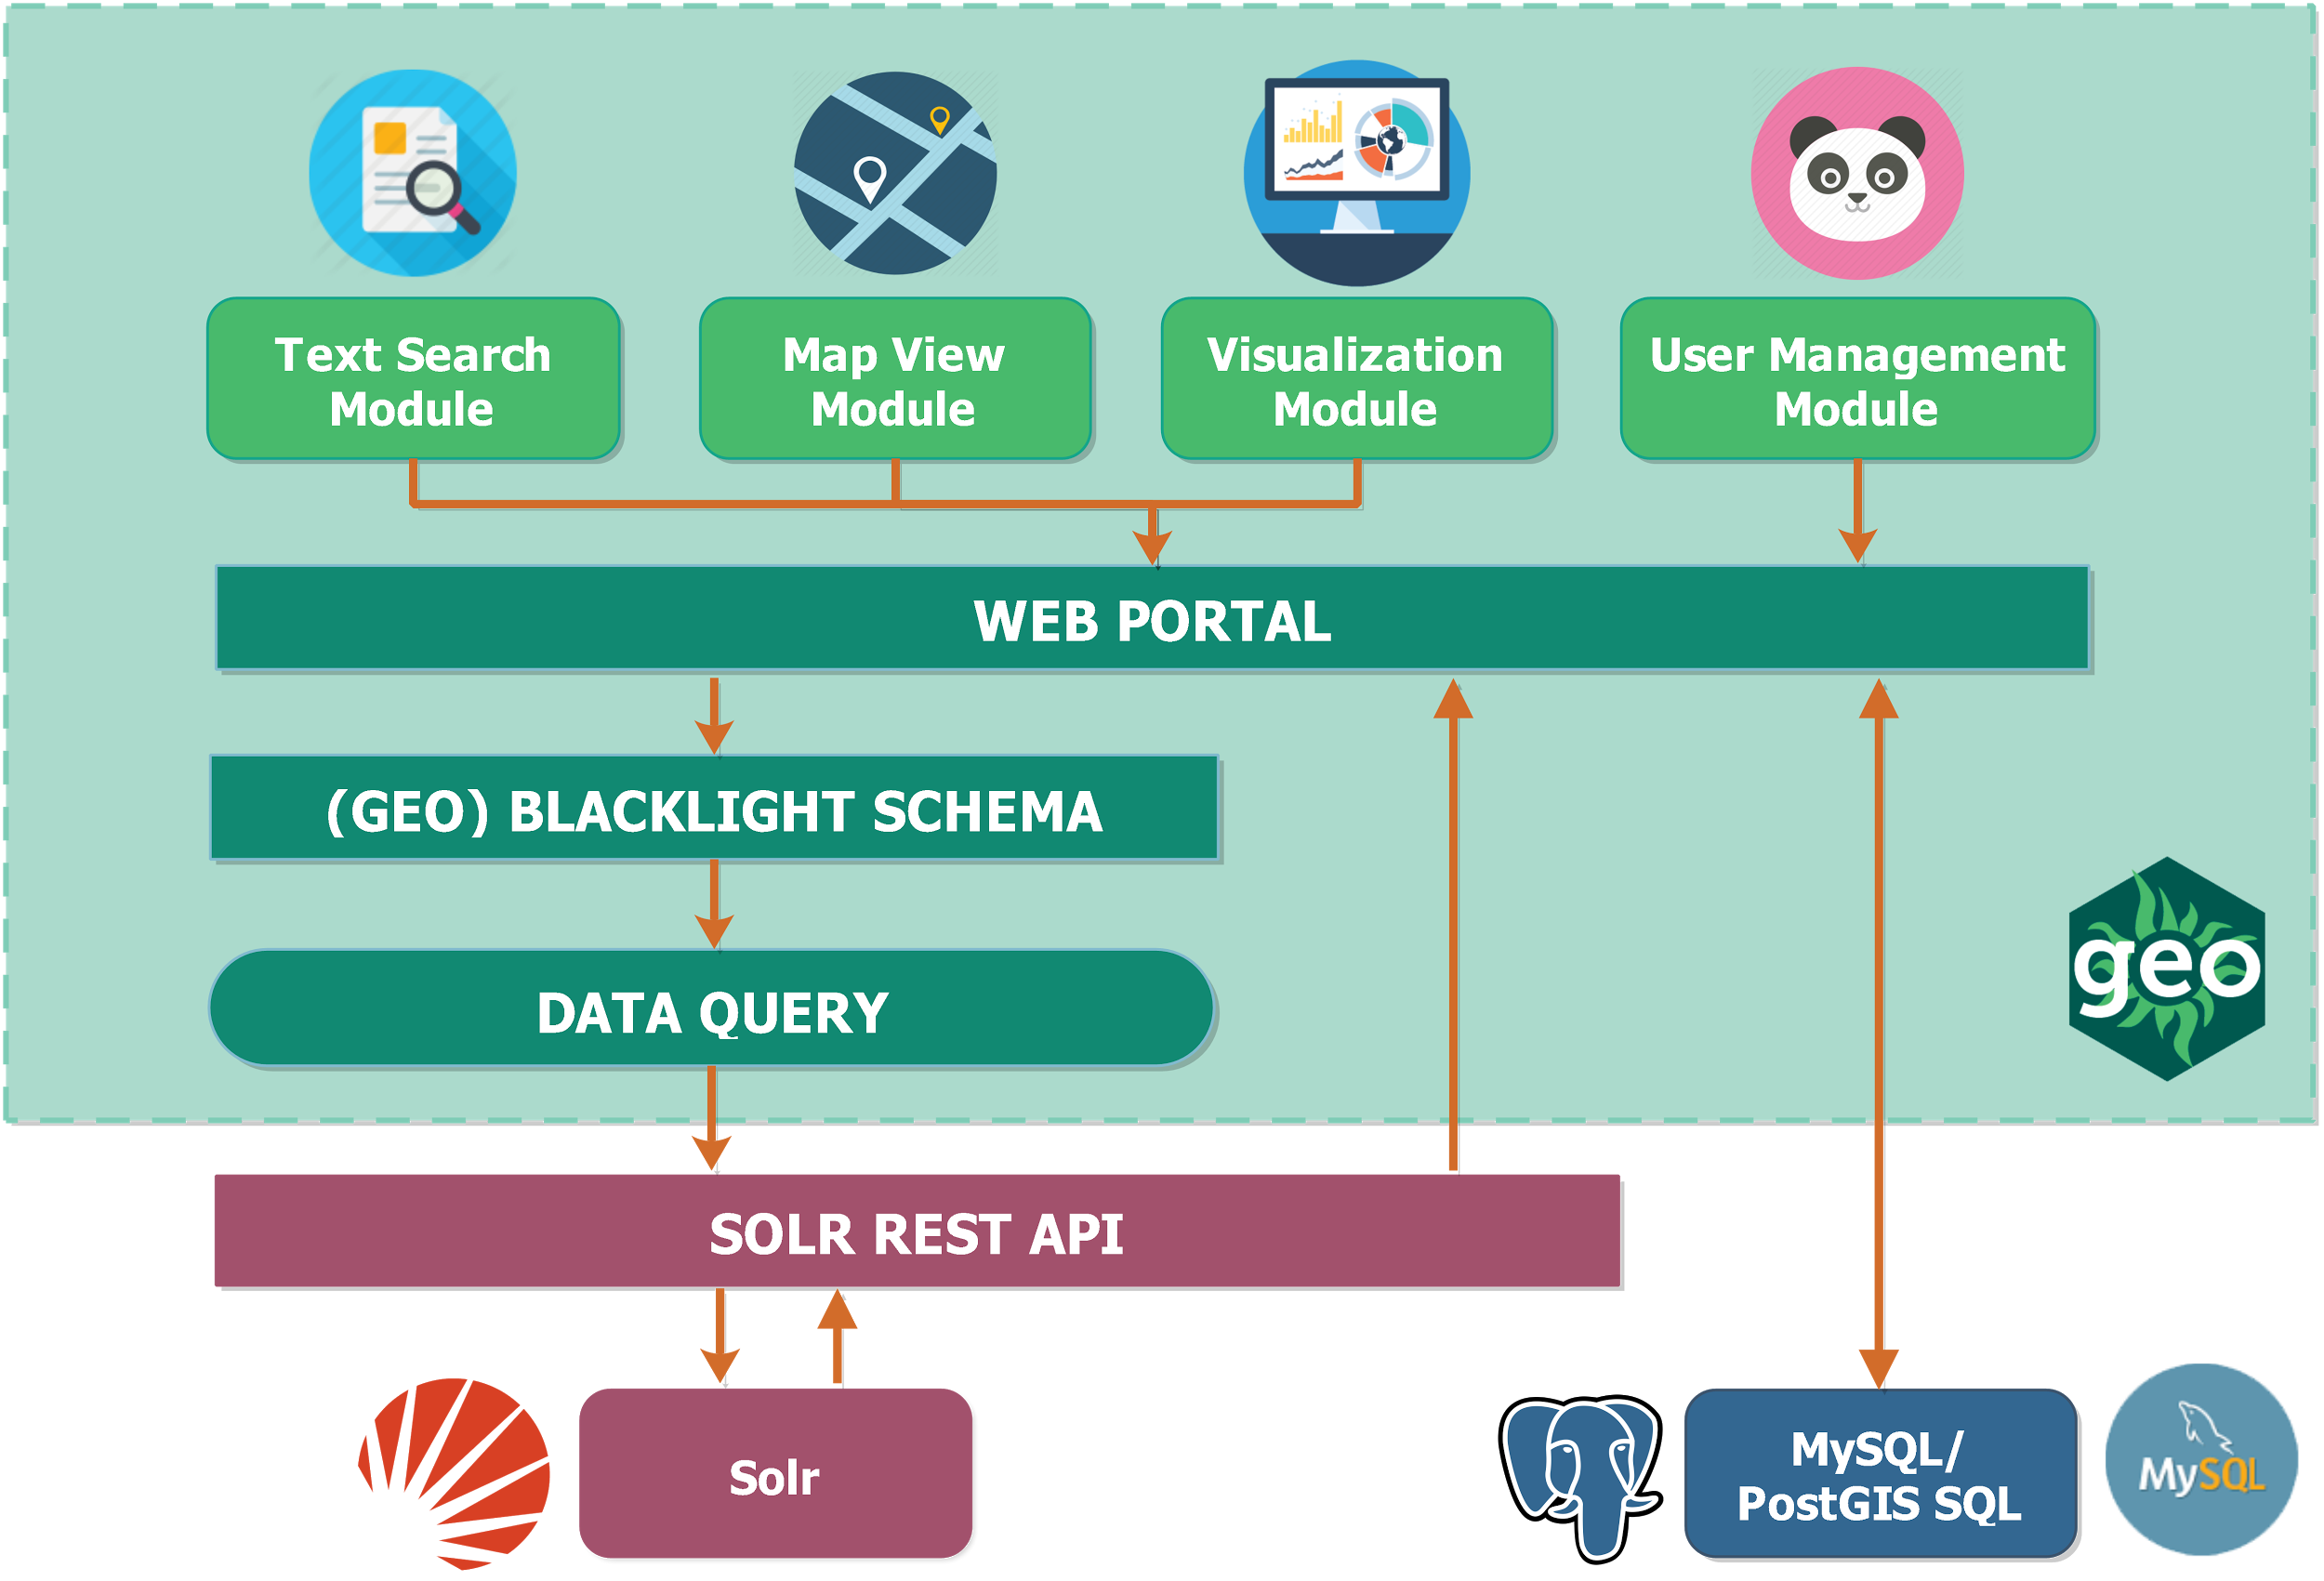 Text Search
Module
Map View
Module
Visualization
Module
User Management
Module
WEB PORTAL
(GEO) BLACKLIGHT SCHEMA
DATA QUERY
geo
SOLR REST API
Solr
MySQL/
PostGIS SQL
MySQL